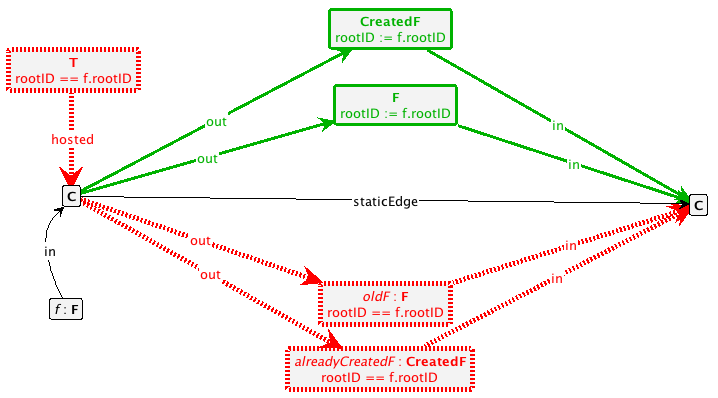 CreatedF
rootID := f.rootID
T
rootID == f.rootID
F
rootID := f.rootID
out
in
hosted
out
in
C
staticEdge
C
out
in
in
out
in
f : F
oldF : F
rootID == f.rootID
alreadyCreatedF : CreatedF
rootID == f.rootID